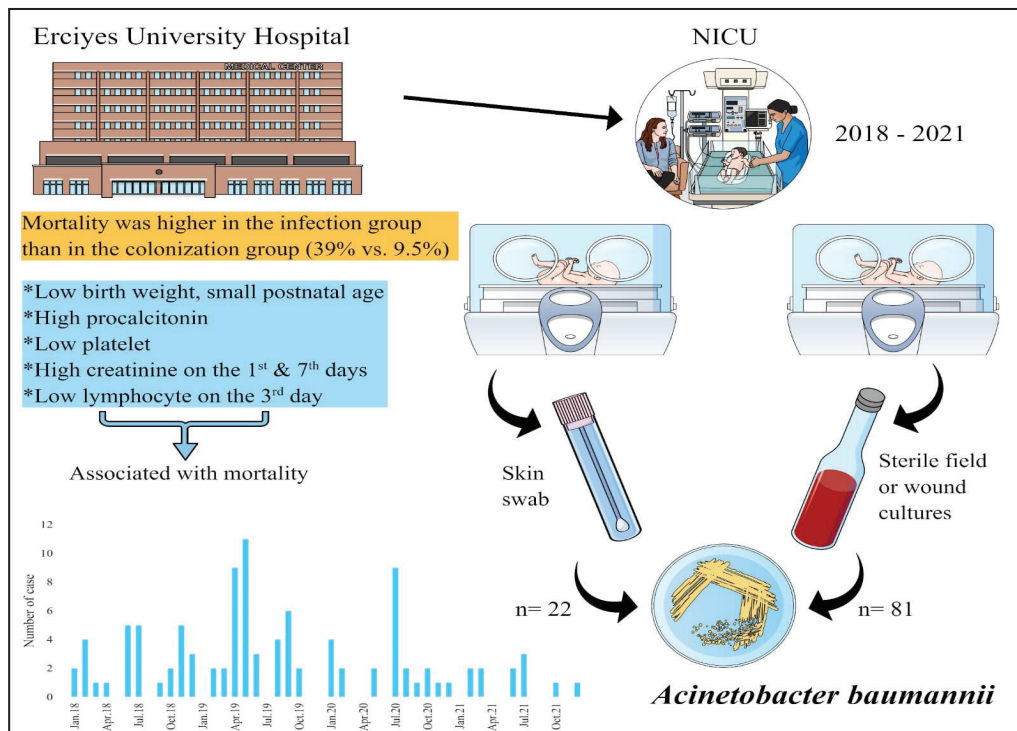 Erciyes University Hospital
MEDICAL CENTER
NICU
2018 - 2021
Mortality was higher in the infection group
than in the colonization group (39% vs. 9.5%)
*Low birth weight, small postnatal age
*High procalcitonin
*Low platelet
*High creatinine on the 1st & 7th days
*Low lymphocyte on the 3rd day
Associated with mortality
Skin
swab
Sterile field
or wound
cultures
n= 22
n= 81
Acinetobacter baumannii
Number of case
12
10
8
6
4
2
0
Jan.18
Apr.18
Jul.18
Oct.18
Jan.19
Apr.19
Jul.19
Oct.19
Jan.20
Apr.20
Jul.20
Oct.20
Jan.21
Apr.21
Jul.21
Oct.21